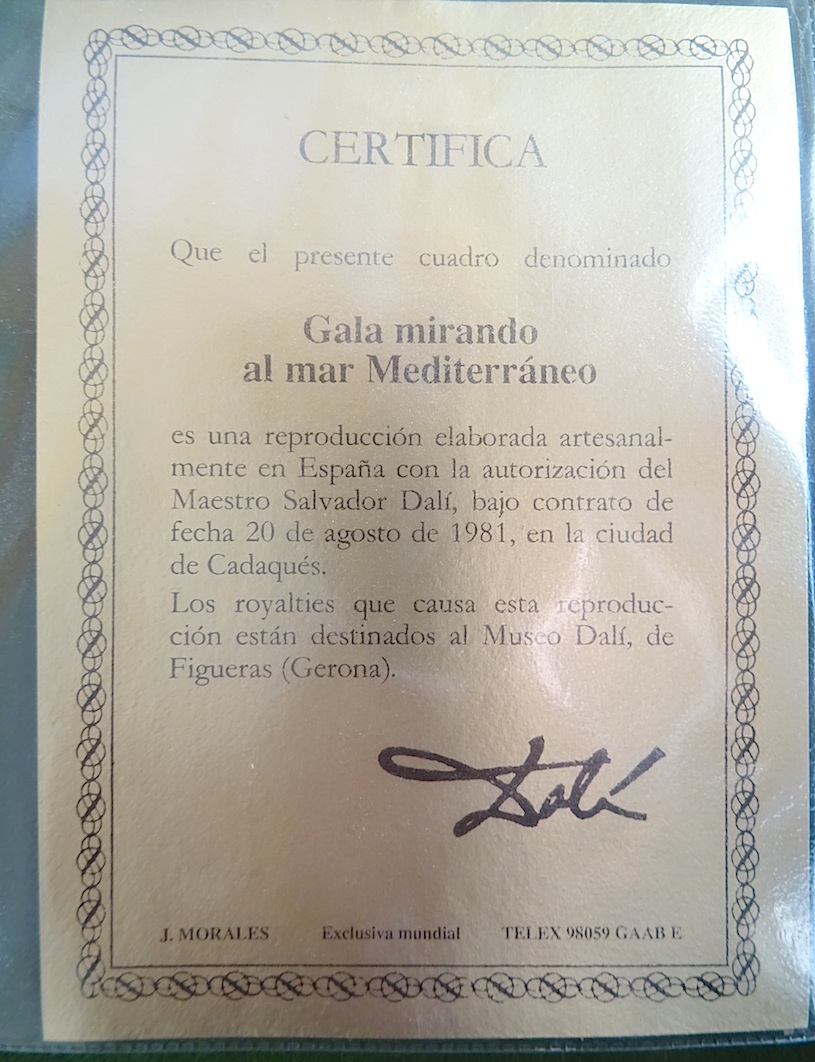 CERTIFICA
Que el presente cuadro denominado
Gala mirando
al mar Mediterráneo
es una reproducción elaborada artesanal-
mente en España con la autorización del
Maestro Salvador Dalí, bajo contrato de
fecha 20 de agosto de 1981, en la ciudad
de Cadaqués.
Los royalties que causa esta reproduc-
ción están destinados al Museo Dalí, de
Figueras (Gerona).
Dalí
J. MORALES Exclusiva mundial TELEX 98059 GAAB E